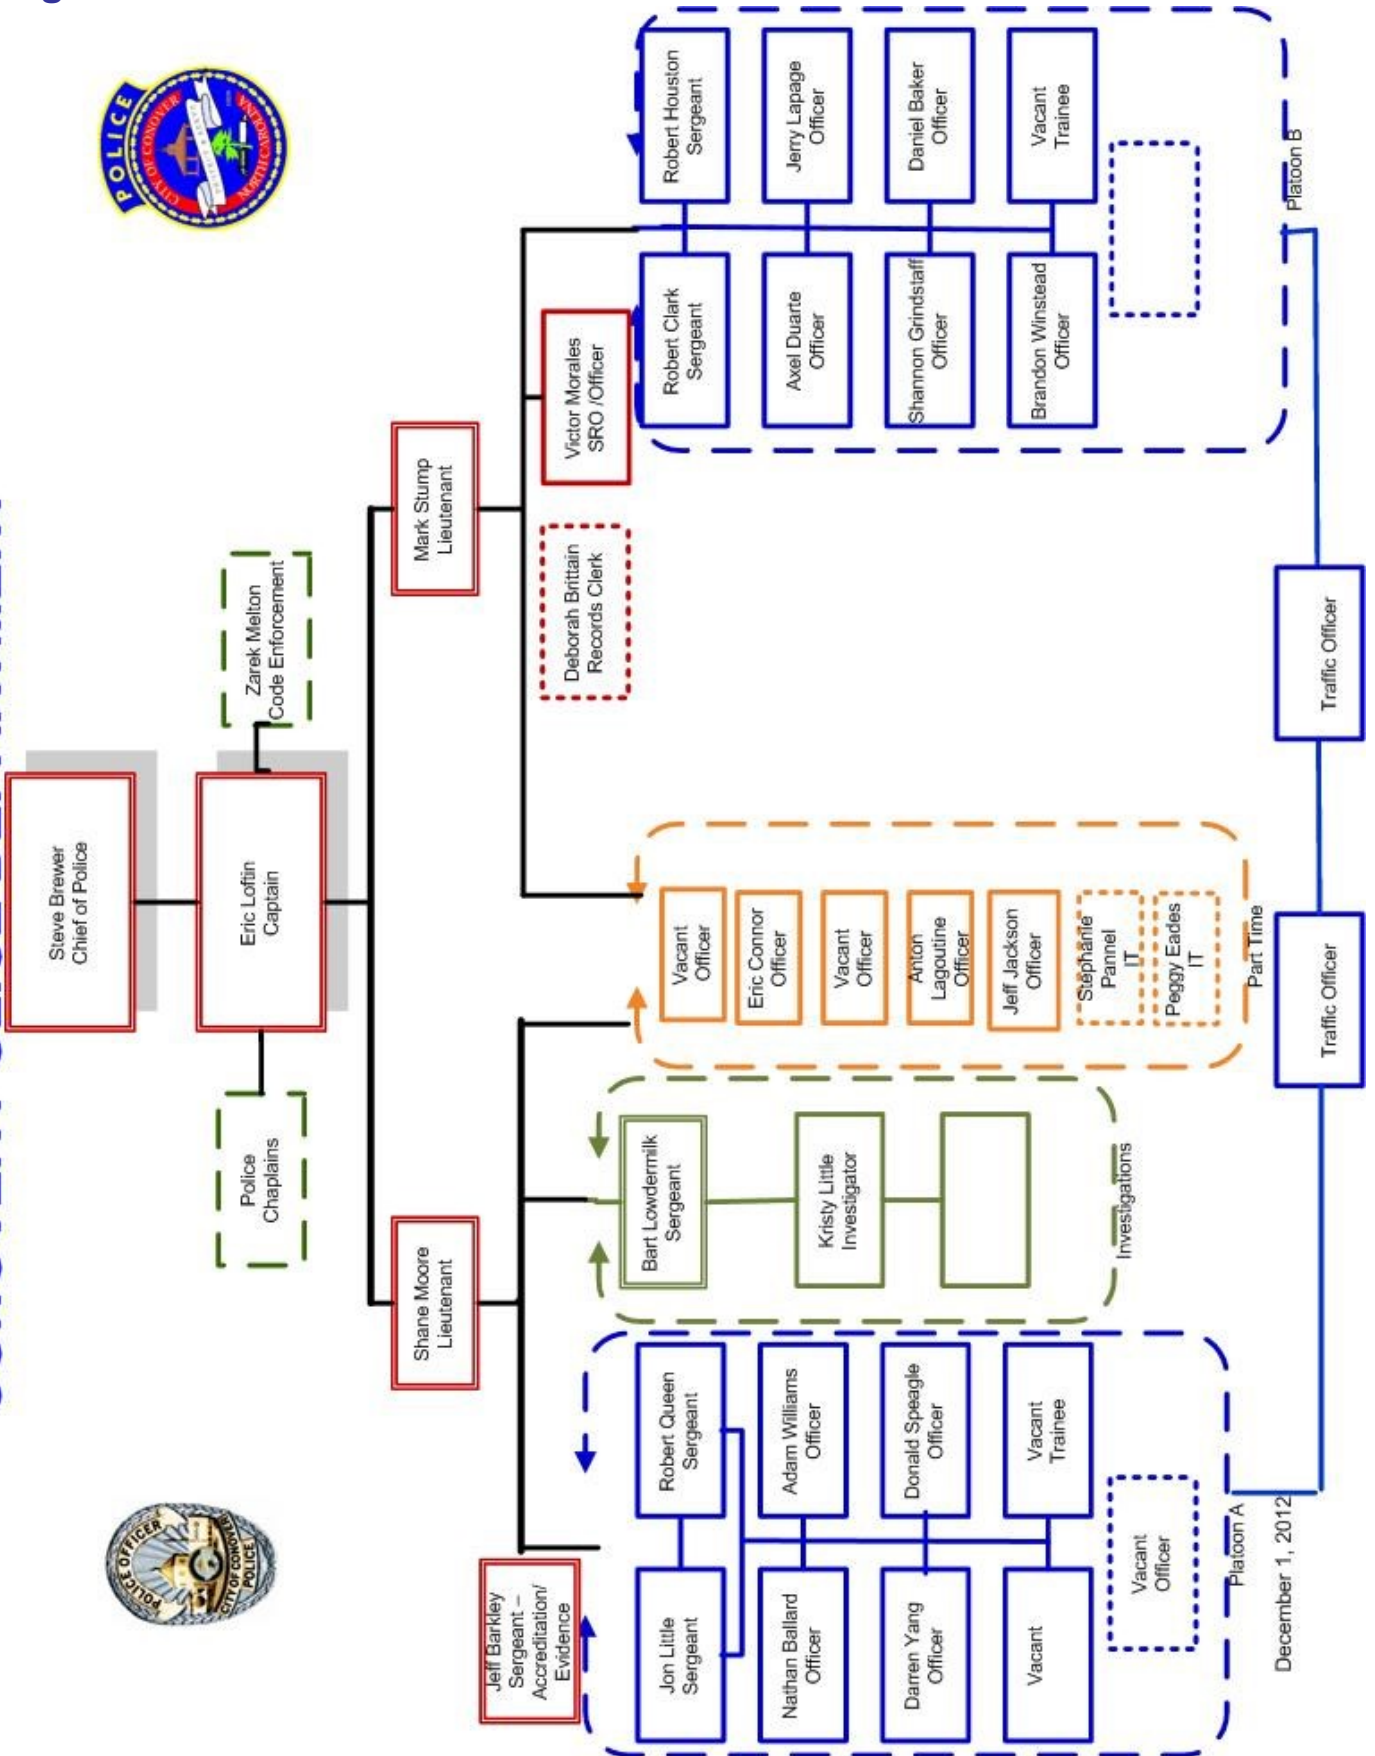 POLICE
CITY OF CONOVER
NORTH CAROLINA
POLICE OFFICER
CITY OF CONOVER
POLICE
Steve Brewer
Chief of Police
Eric Loftin
Captain
Police
Chaplains
Zarek Melton
Code Enforcement
Shane Moore
Lieutenant
Mark Stump
Lieutenant
Jeff Barkley
Sergeant –
Accreditation/
Evidence
Deborah Brittain
Records Clerk
Victor Morales
SRO /Officer
Jon Little
Sergeant
Robert Queen
Sergeant
Nathan Ballard
Officer
Adam Williams
Officer
Darren Yang
Officer
Donald Speagle
Officer
Vacant
Vacant
Trainee
Vacant
Officer
Platoon A
Bart Lowdermilk
Sergeant
Kristy Little
Investigator
Investigations
Vacant
Officer
Eric Connor
Officer
Vacant
Officer
Anton
Lagoutine
Officer
Jeff Jackson
Officer
Stephanie
Pannel
IT
Peggy Eades
IT
Part Time
Robert Clark
Sergeant
Robert Houston
Sergeant
Axel Duarte
Officer
Jerry Lapage
Officer
Shannon Grindstaff
Officer
Daniel Baker
Officer
Brandon Winstead
Officer
Vacant
Trainee
Platoon B
Traffic Officer
Traffic Officer
December 1, 2012